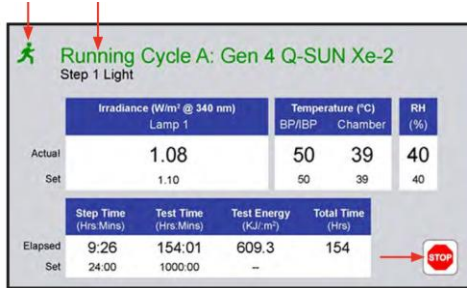 Running Cycle A: Gen 4 Q-SUN Xe-2
Step 1 Light
Irradiance (W/m² @ 340 nm) Temperature (°C) RH
Lamp 1 BP/IBP Chamber (%)
Actual 1.08 50 39 40
Set 1.10 50 39 40
Step Time Test Time Test Energy Total Time
(Hrs:Mins) (Hrs:Mins) (KJ/:m²) (Hrs)
Elapsed 9:26 154:01 609.3 154
Set 24:00 1000:00 --
STOP